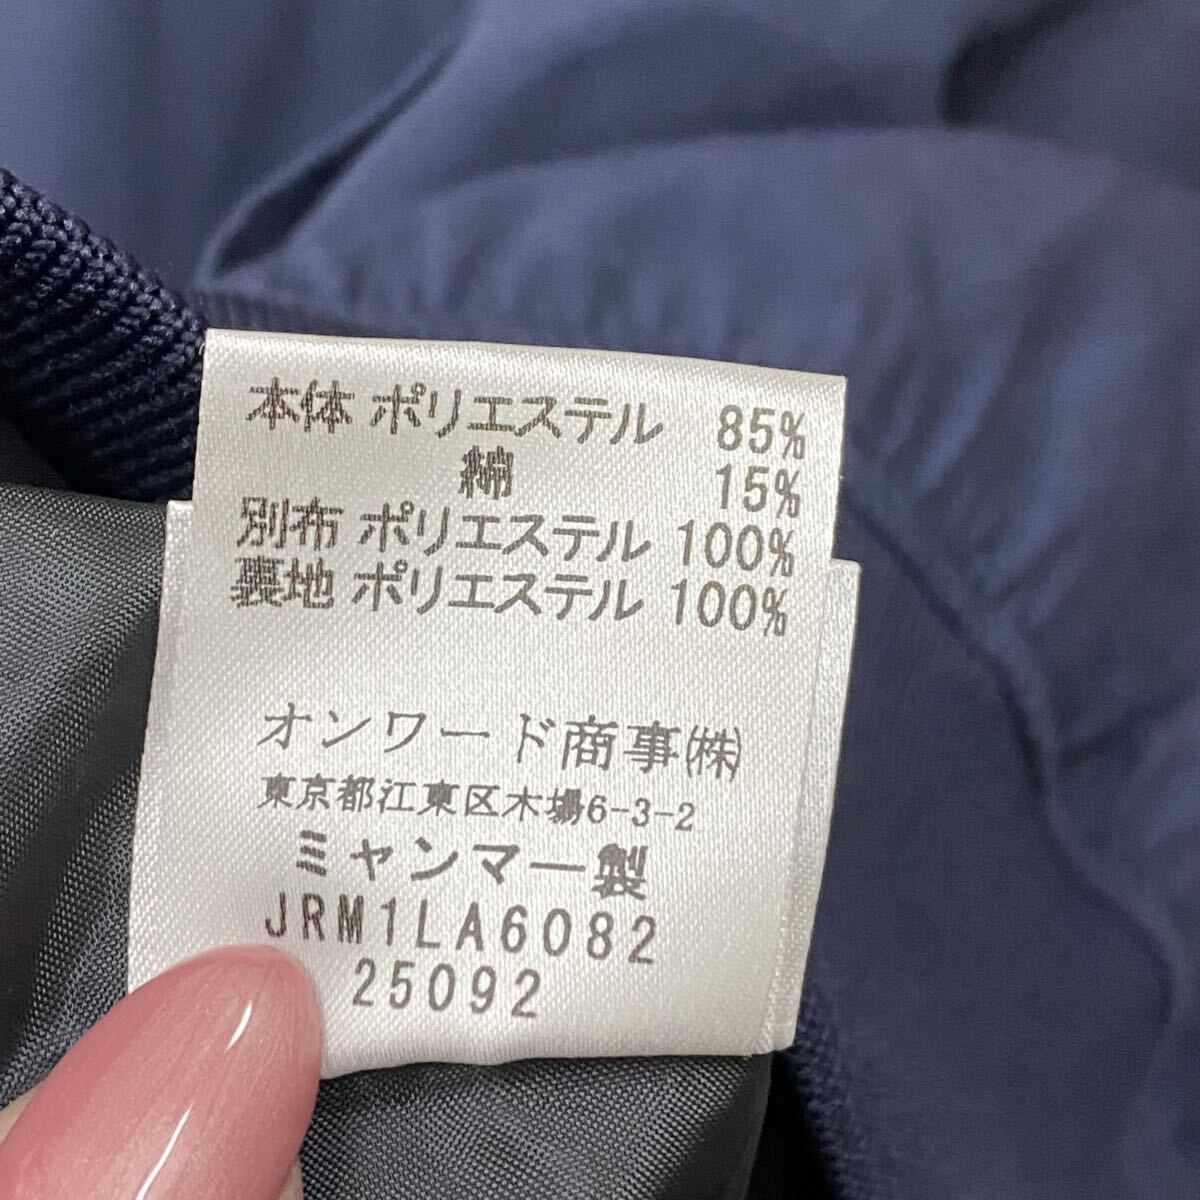 本体 ポリエステル 85%
綿 15%
別布 ポリエステル 100%
裏地 ポリエステル 100%
オンワード商事㈱
東京都江東区木場6-3-2
ミャンマー製
JRM1LA6082
25092